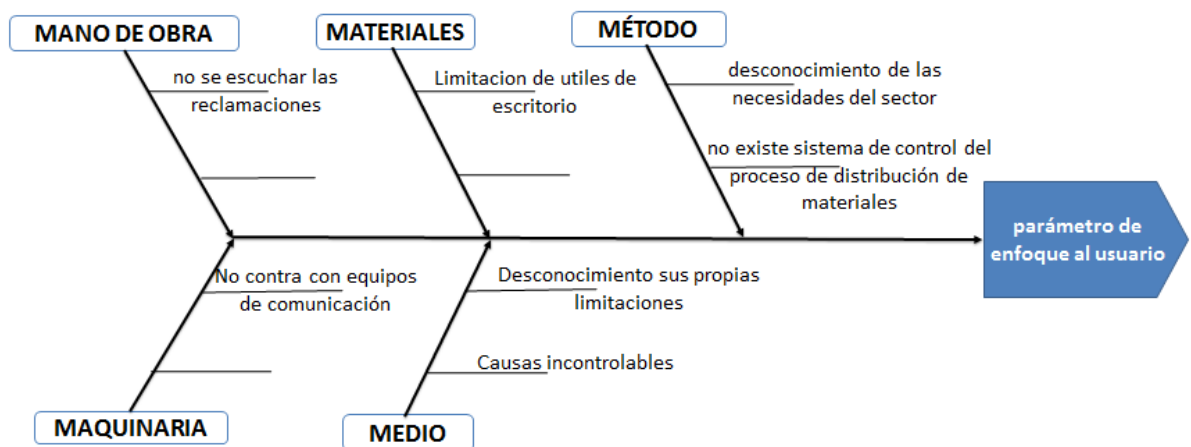 MANO DE OBRA
MATERIALES
MÉTODO
no se escuchar las
reclamaciones
Limitacion de utiles de
escritorio
desconocimiento de las
necesidades del sector
no existe sistema de control del
proceso de distribución de
materiales
parámetro de
enfoque al usuario
No contra con equipos
de comunicación
Desconocimiento sus propias
limitaciones
Causas incontrolables
MAQUINARIA
MEDIO